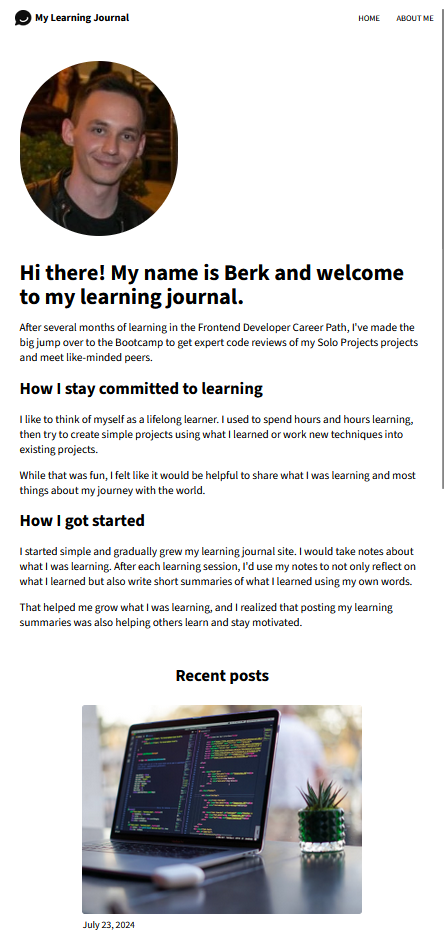 My Learning Journal
HOME ABOUT ME
Hi there! My name is Berk and welcome
to my learning journal.
After several months of learning in the Frontend Developer Career Path, I've made the
big jump over to the Bootcamp to get expert code reviews of my Solo Projects projects
and meet like-minded peers.
How I stay committed to learning
I like to think of myself as a lifelong learner. I used to spend hours and hours learning,
then try to create simple projects using what I learned or work new techniques into
existing projects.
While that was fun, I felt like it would be helpful to share what I was learning and most
things about my journey with the world.
How I got started
I started simple and gradually grew my learning journal site. I would take notes about
what I was learning. After each learning session, I'd use my notes to not only reflect on
what I learned but also write short summaries of what I learned using my own words.
That helped me grow what I was learning, and I realized that posting my learning
summaries was also helping others learn and stay motivated.
Recent posts
July 23, 2024